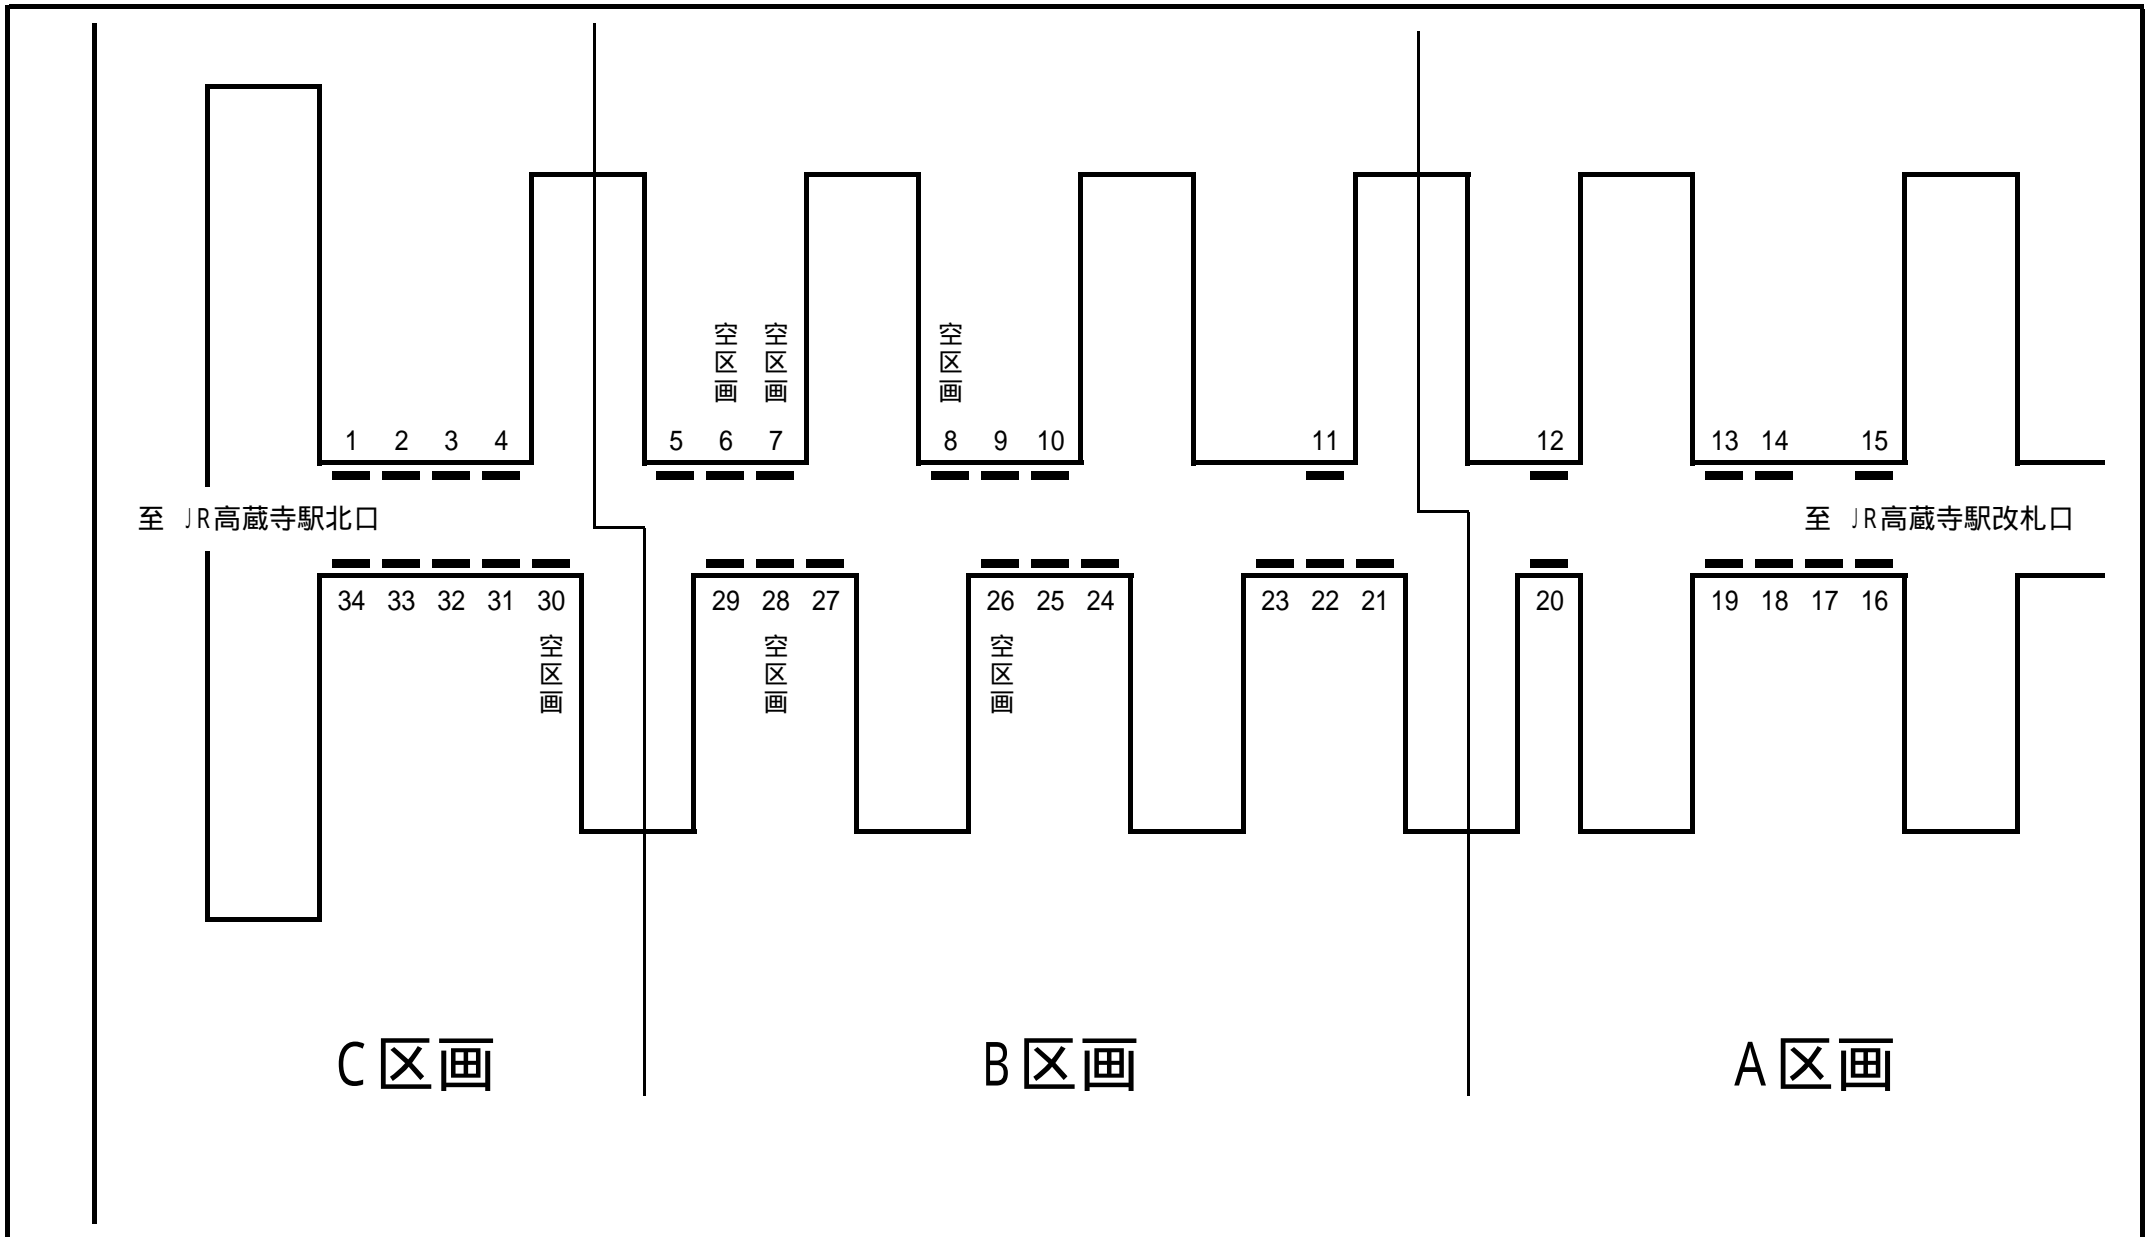 空区画 空区画 空区画
1 2 3 4 5 6 7 8 9 10 11 12 13 14 15
至 JR高蔵寺駅北口 至 JR高蔵寺駅改札口
34 33 32 31 30 29 28 27 26 25 24 23 22 21 20 19 18 17 16
空区画 空区画 空区画
C区画 B区画 A区画